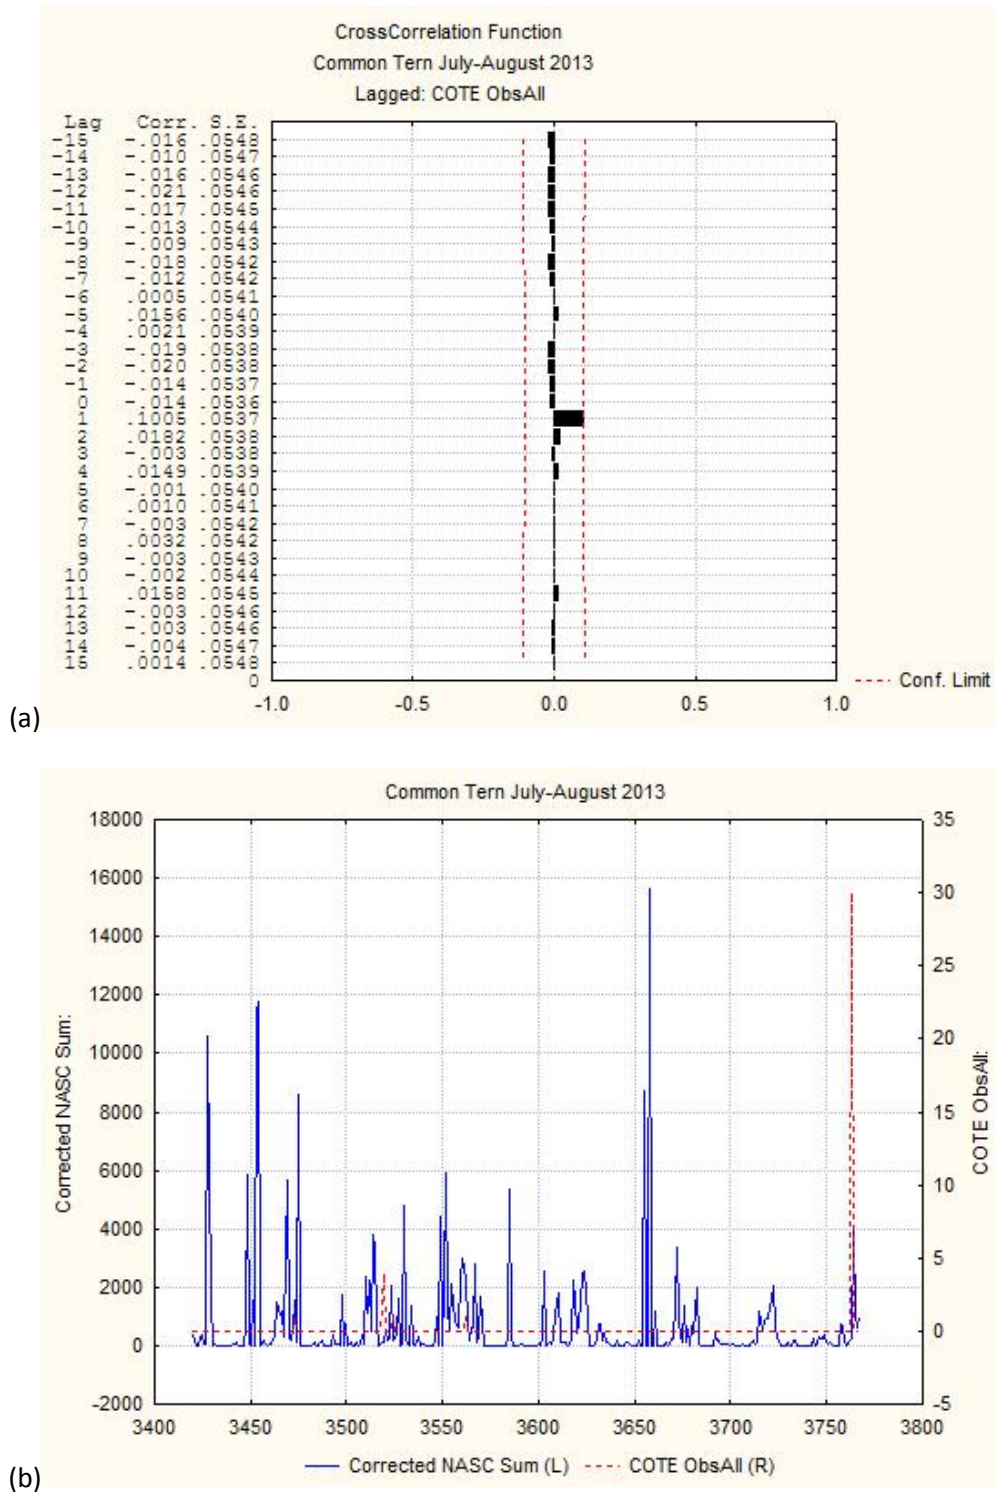 CrossCorrelation Function
Common Tern July-August 2013
Lagged: COTE ObsAll
Lag Corr. S.E.
-15 -.016 .0548
-14 -.010 .0547
-13 -.016 .0546
-12 -.021 .0546
-11 -.017 .0545
-10 -.013 .0544
-9 -.009 .0543
-8 -.018 .0542
-7 -.012 .0542
-6 .0005 .0541
-5 .0156 .0540
-4 .0021 .0539
-3 -.019 .0538
-2 -.020 .0538
-1 -.014 .0537
0 -.014 .0536
1 .1005 .0537
2 .0182 .0538
3 -.003 .0538
4 .0149 .0539
5 -.001 .0540
6 .0010 .0541
7 -.003 .0542
8 .0032 .0542
9 -.003 .0543
10 -.002 .0544
11 .0158 .0545
12 -.003 .0546
13 -.003 .0546
14 -.004 .0547
15 .0014 .0548
0
Conf. Limit
-1.0 -0.5 0.0 0.5 1.0
(a)
Common Tern July-August 2013
18000 35
16000 30
14000 25
12000 20
10000 15
8000 10
6000 5
4000 0
2000 -5
0
-2000
Corrected NASC Sum:
COTE ObsAll:
3400 3450 3500 3550 3600 3650 3700 3750 3800
Corrected NASC Sum (L) COTE ObsAll (R)
(b)